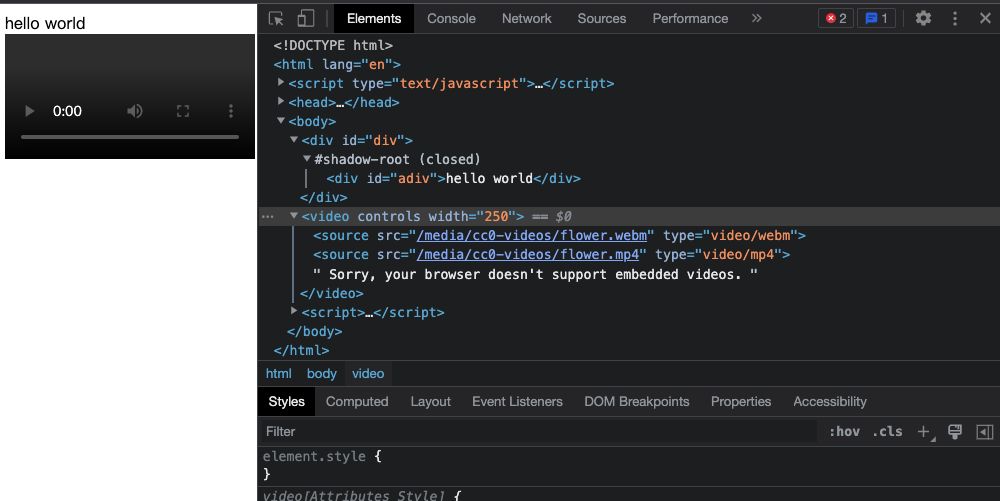 hello world
0:00
Elements Console Network Sources Performance » 2 1
<!DOCTYPE html>
<html lang="en">
<script type="text/javascript">…</script>
<head>…</head>
<body>
<div id="div">
#shadow-root (closed)
<div id="adiv">hello world</div>
</div>
<video controls width="250"> == $0
<source src="/media/cc0-videos/flower.webm" type="video/webm">
<source src="/media/cc0-videos/flower.mp4" type="video/mp4">
" Sorry, your browser doesn't support embedded videos. "
</video>
<script>…</script>
</body>
</html>
html body video
Styles Computed Layout Event Listeners DOM Breakpoints Properties Accessibility
Filter :hov .cls +
element.style {
}
video[Attributes Style] {